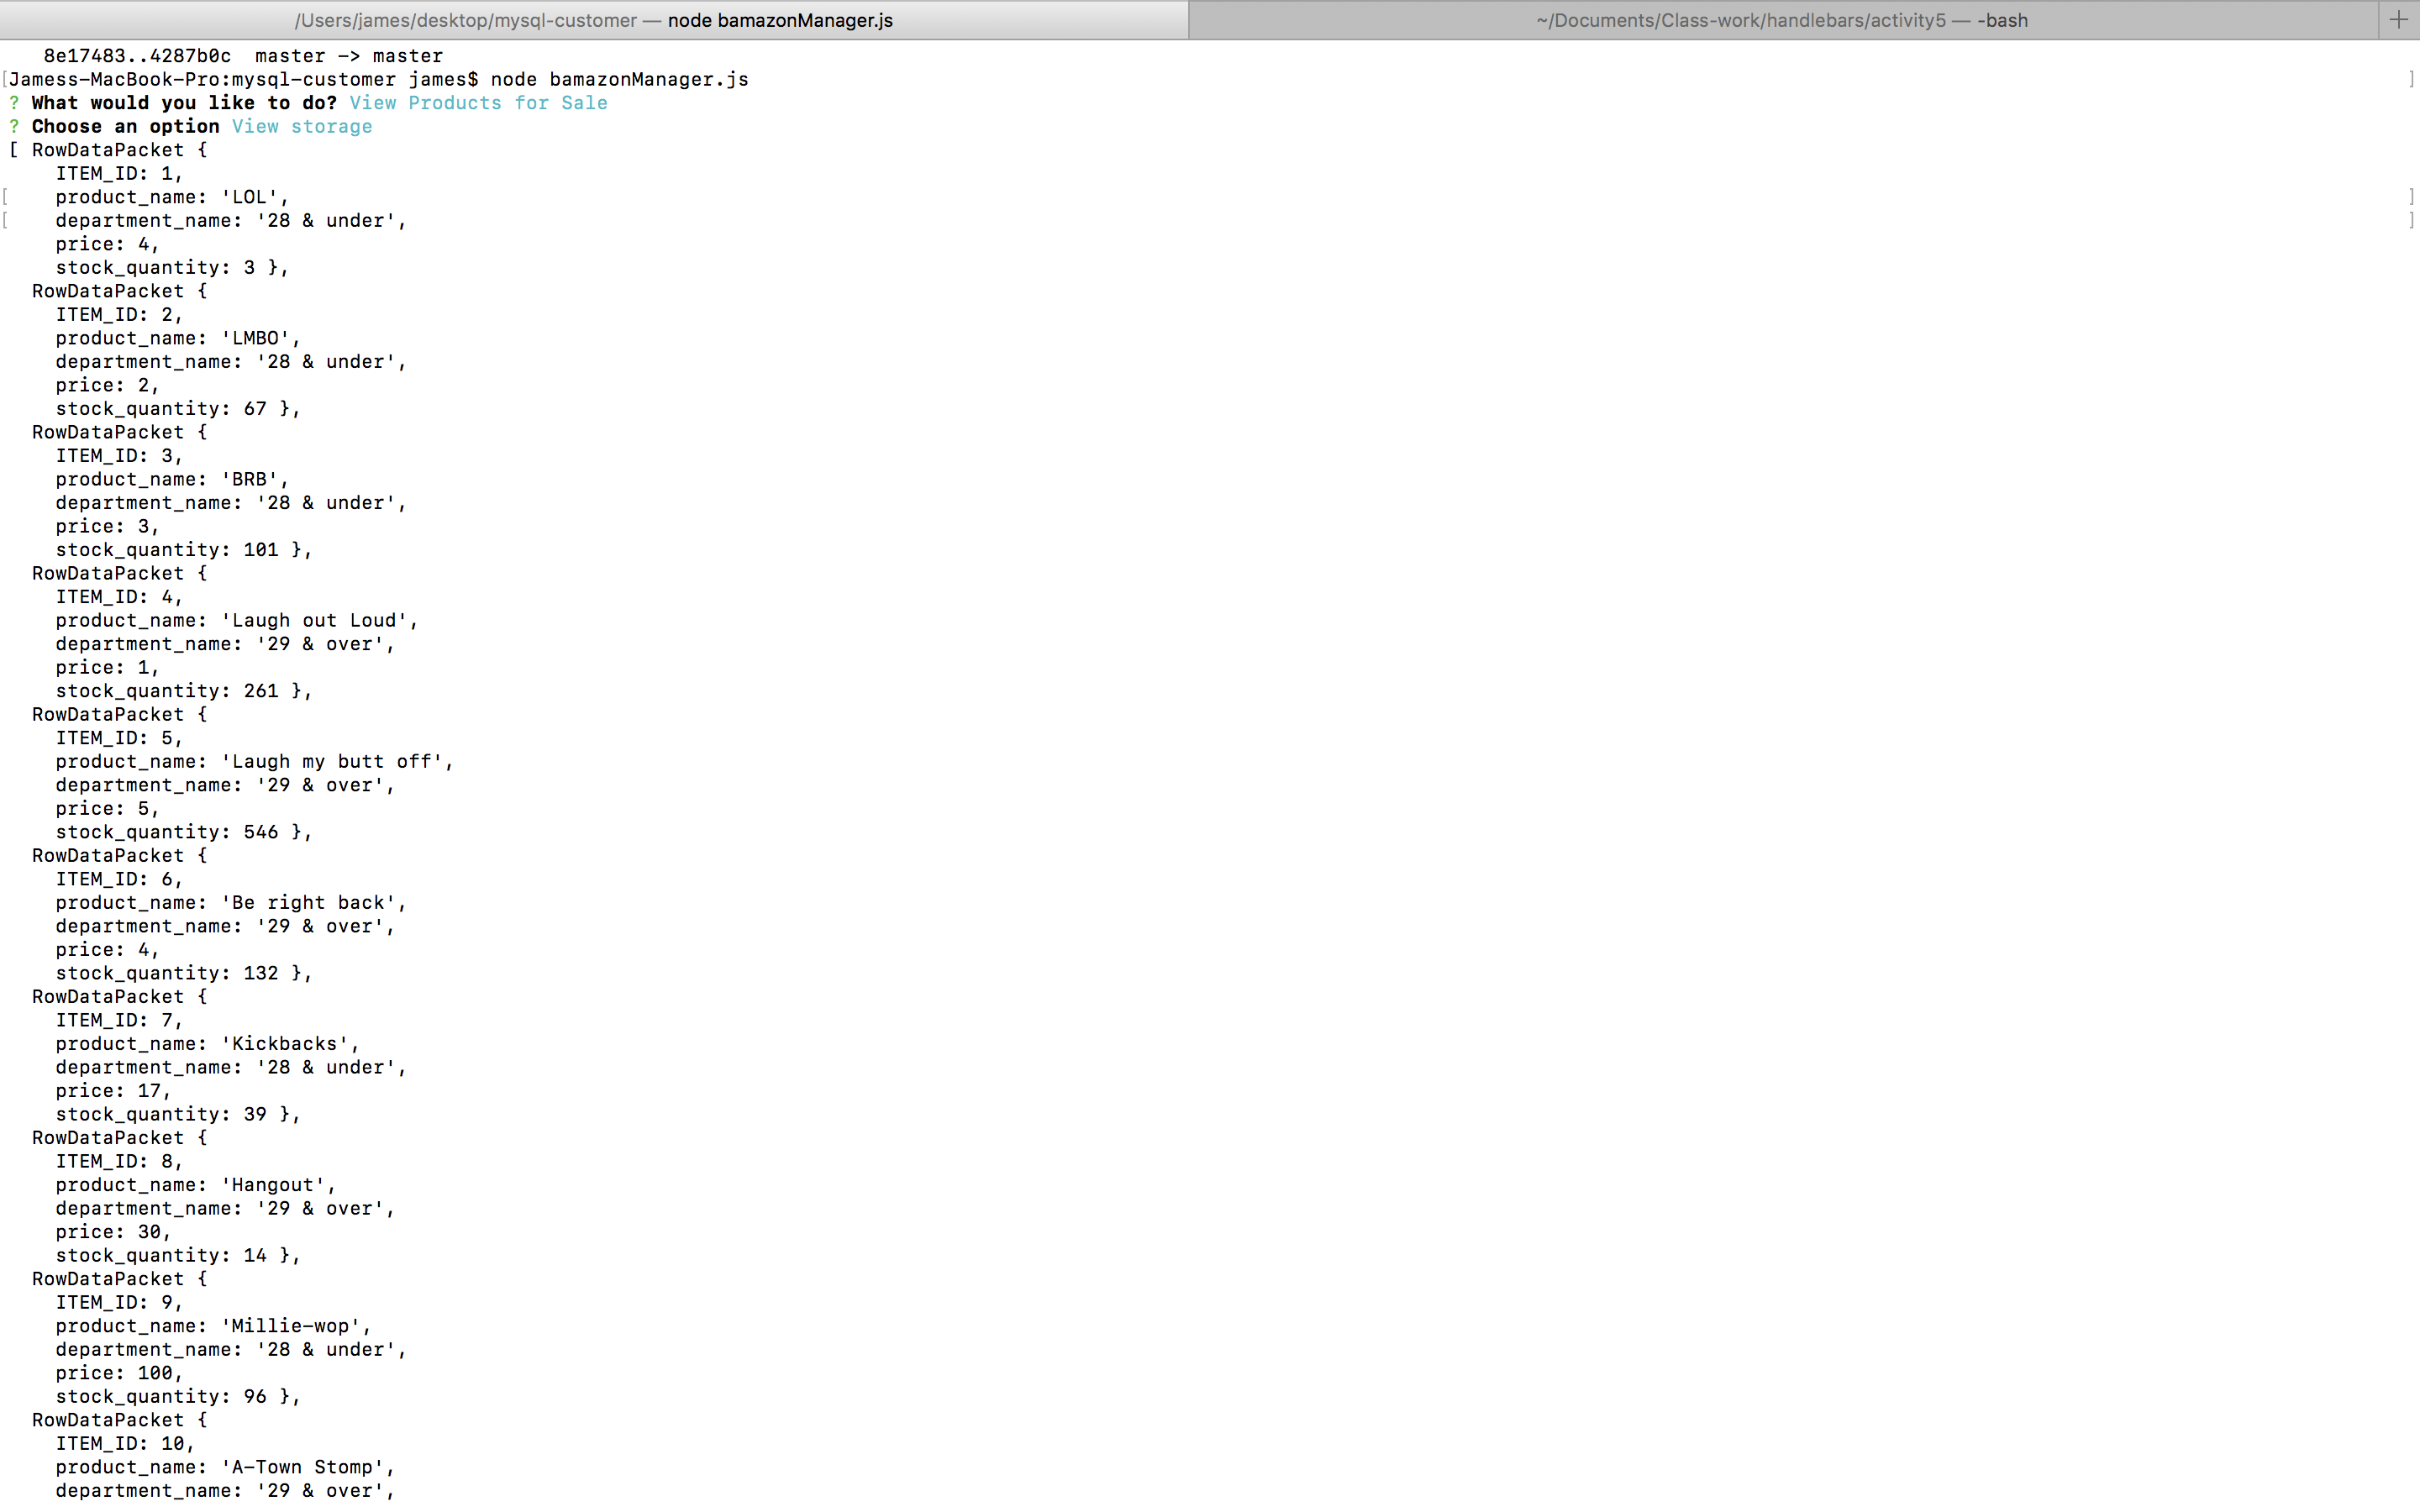 /Users/james/desktop/mysql-customer — node bamazonManager.js
~/Documents/Class-work/handlebars/activity5 — -bash
+
   8e17483..4287b0c  master -> master
[Jamess-MacBook-Pro:mysql-customer james$ node bamazonManager.js ]
? What would you like to do? View Products for Sale
? Choose an option View storage
[ RowDataPacket {
    ITEM_ID: 1,
[   product_name: 'LOL', ]
[   department_name: '28 & under', ]
    price: 4,
    stock_quantity: 3 },
  RowDataPacket {
    ITEM_ID: 2,
    product_name: 'LMBO',
    department_name: '28 & under',
    price: 2,
    stock_quantity: 67 },
  RowDataPacket {
    ITEM_ID: 3,
    product_name: 'BRB',
    department_name: '28 & under',
    price: 3,
    stock_quantity: 101 },
  RowDataPacket {
    ITEM_ID: 4,
    product_name: 'Laugh out Loud',
    department_name: '29 & over',
    price: 1,
    stock_quantity: 261 },
  RowDataPacket {
    ITEM_ID: 5,
    product_name: 'Laugh my butt off',
    department_name: '29 & over',
    price: 5,
    stock_quantity: 546 },
  RowDataPacket {
    ITEM_ID: 6,
    product_name: 'Be right back',
    department_name: '29 & over',
    price: 4,
    stock_quantity: 132 },
  RowDataPacket {
    ITEM_ID: 7,
    product_name: 'Kickbacks',
    department_name: '28 & under',
    price: 17,
    stock_quantity: 39 },
  RowDataPacket {
    ITEM_ID: 8,
    product_name: 'Hangout',
    department_name: '29 & over',
    price: 30,
    stock_quantity: 14 },
  RowDataPacket {
    ITEM_ID: 9,
    product_name: 'Millie-wop',
    department_name: '28 & under',
    price: 100,
    stock_quantity: 96 },
  RowDataPacket {
    ITEM_ID: 10,
    product_name: 'A-Town Stomp',
    department_name: '29 & over',